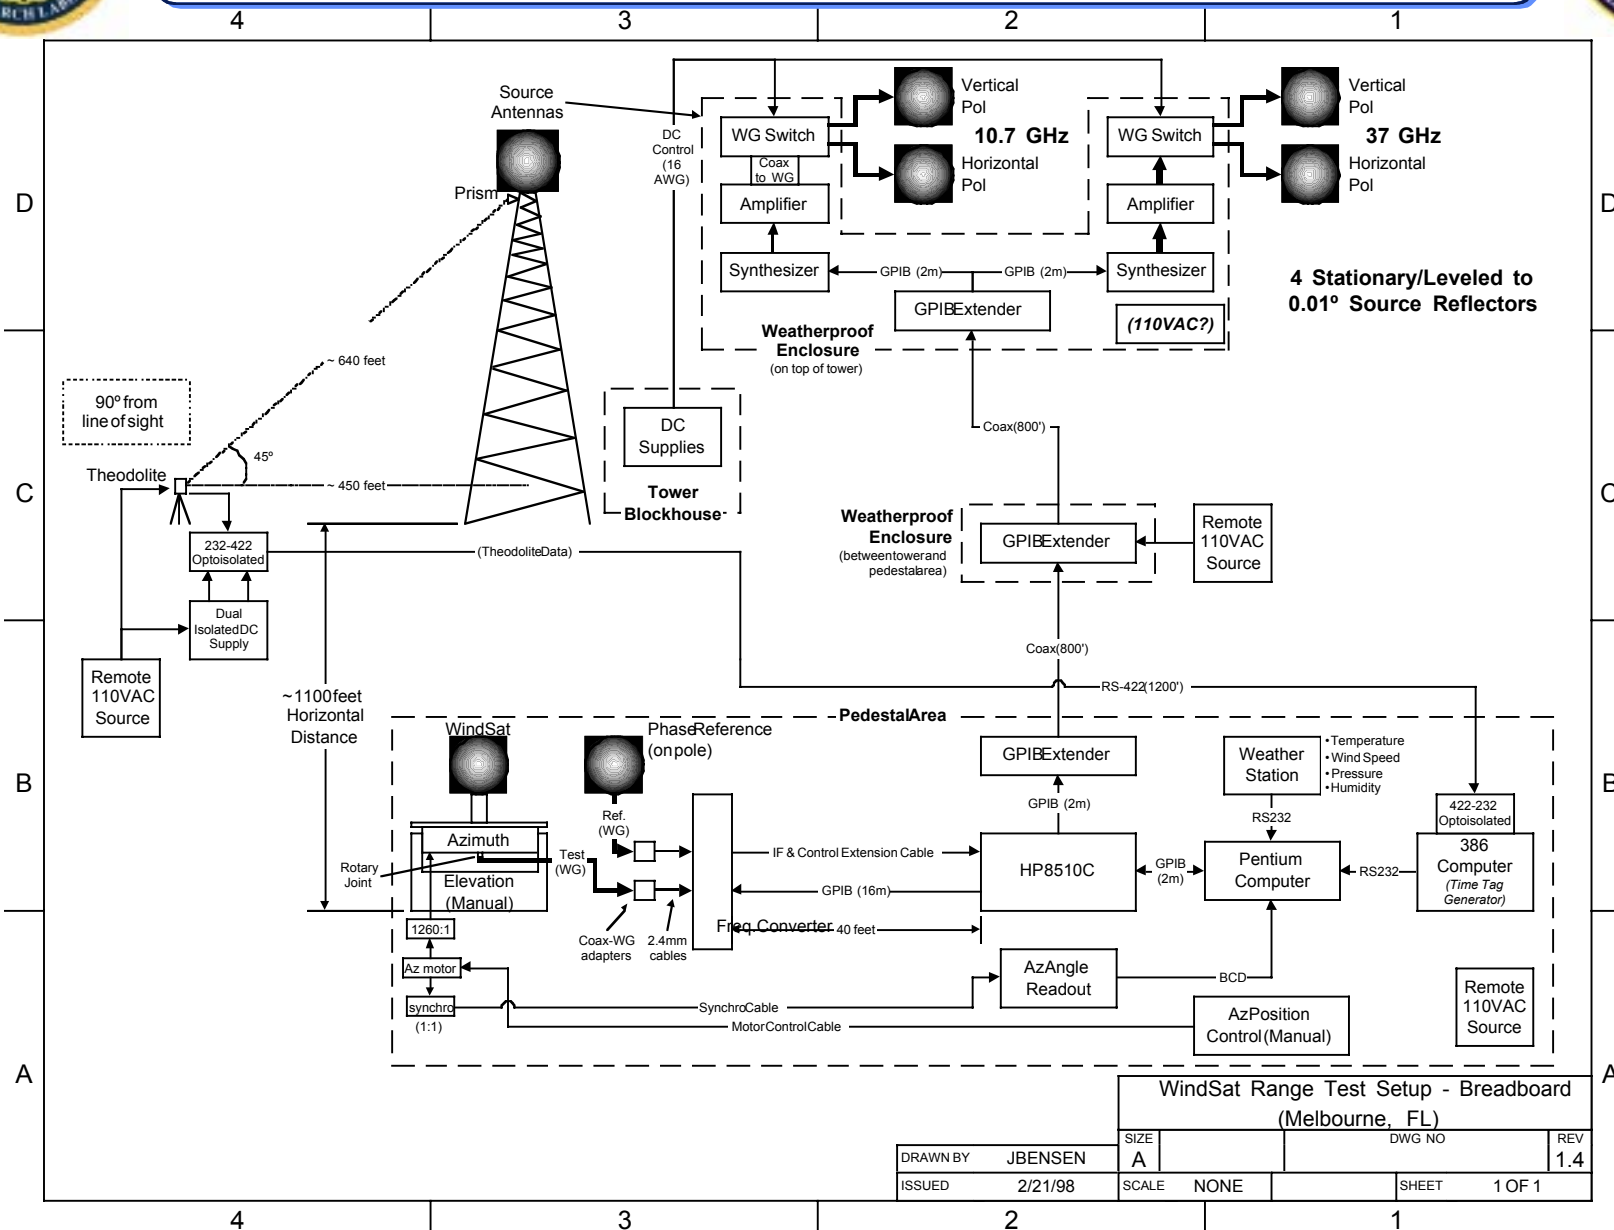 RCH LAB
4
3
2
1
Source
Antennas
DC
Control
(16
AWG)
WG Switch
Coax
to WG
Amplifier
Synthesizer
Vertical
Pol
10.7 GHz
Horizontal
Pol
WG Switch
Amplifier
Synthesizer
Vertical
Pol
37 GHz
Horizontal
Pol
D
D
Prism
GPIB (2m)
GPIB (2m)
GPIBExtender
(110VAC?)
4 Stationary/Leveled to
0.01º Source Reflectors
Weatherproof
Enclosure
(on top of tower)
~ 640 feet
90º from
line of sight
45º
Theodolite
~ 450 feet
DC
Supplies
Tower
Blockhouse
Coax(800')
C
C
Weatherproof
Enclosure
(betweentowerand
pedestalarea)
GPIBExtender
Remote
110VAC
Source
232-422
Optoisolated
(TheodoliteData)
Dual
IsolatedDC
Supply
Remote
110VAC
Source
Coax(800')
RS-422(1200')
~1100feet
Horizontal
Distance
PedestalArea
WindSat
PhaseReference
(onpole)
GPIBExtender
Weather
Station
•Temperature
•Wind Speed
•Pressure
•Humidity
B
B
GPIB (2m)
RS232
422-232
Optoisolated
Ref.
(WG)
Azimuth
Rotary
Joint
Elevation
(Manual)
Test
(WG)
IF & Control Extension Cable
GPIB (16m)
HP8510C
GPIB
(2m)
Pentium
Computer
RS232
386
Computer
(Time Tag
Generator)
1260:1
Coax-WG
adapters
2.4mm
cables
Freq.Converter
40 feet
Az motor
synchro
(1:1)
AzAngle
Readout
BCD
SynchroCable
MotorControlCable
AzPosition
Control(Manual)
Remote
110VAC
Source
A
A
WindSat Range Test Setup - Breadboard
(Melbourne, FL)
SIZE
A
DWG NO
REV
1.4
DRAWN BY JBENSEN
ISSUED 2/21/98
SCALE NONE
SHEET 1 OF 1
4
3
2
1